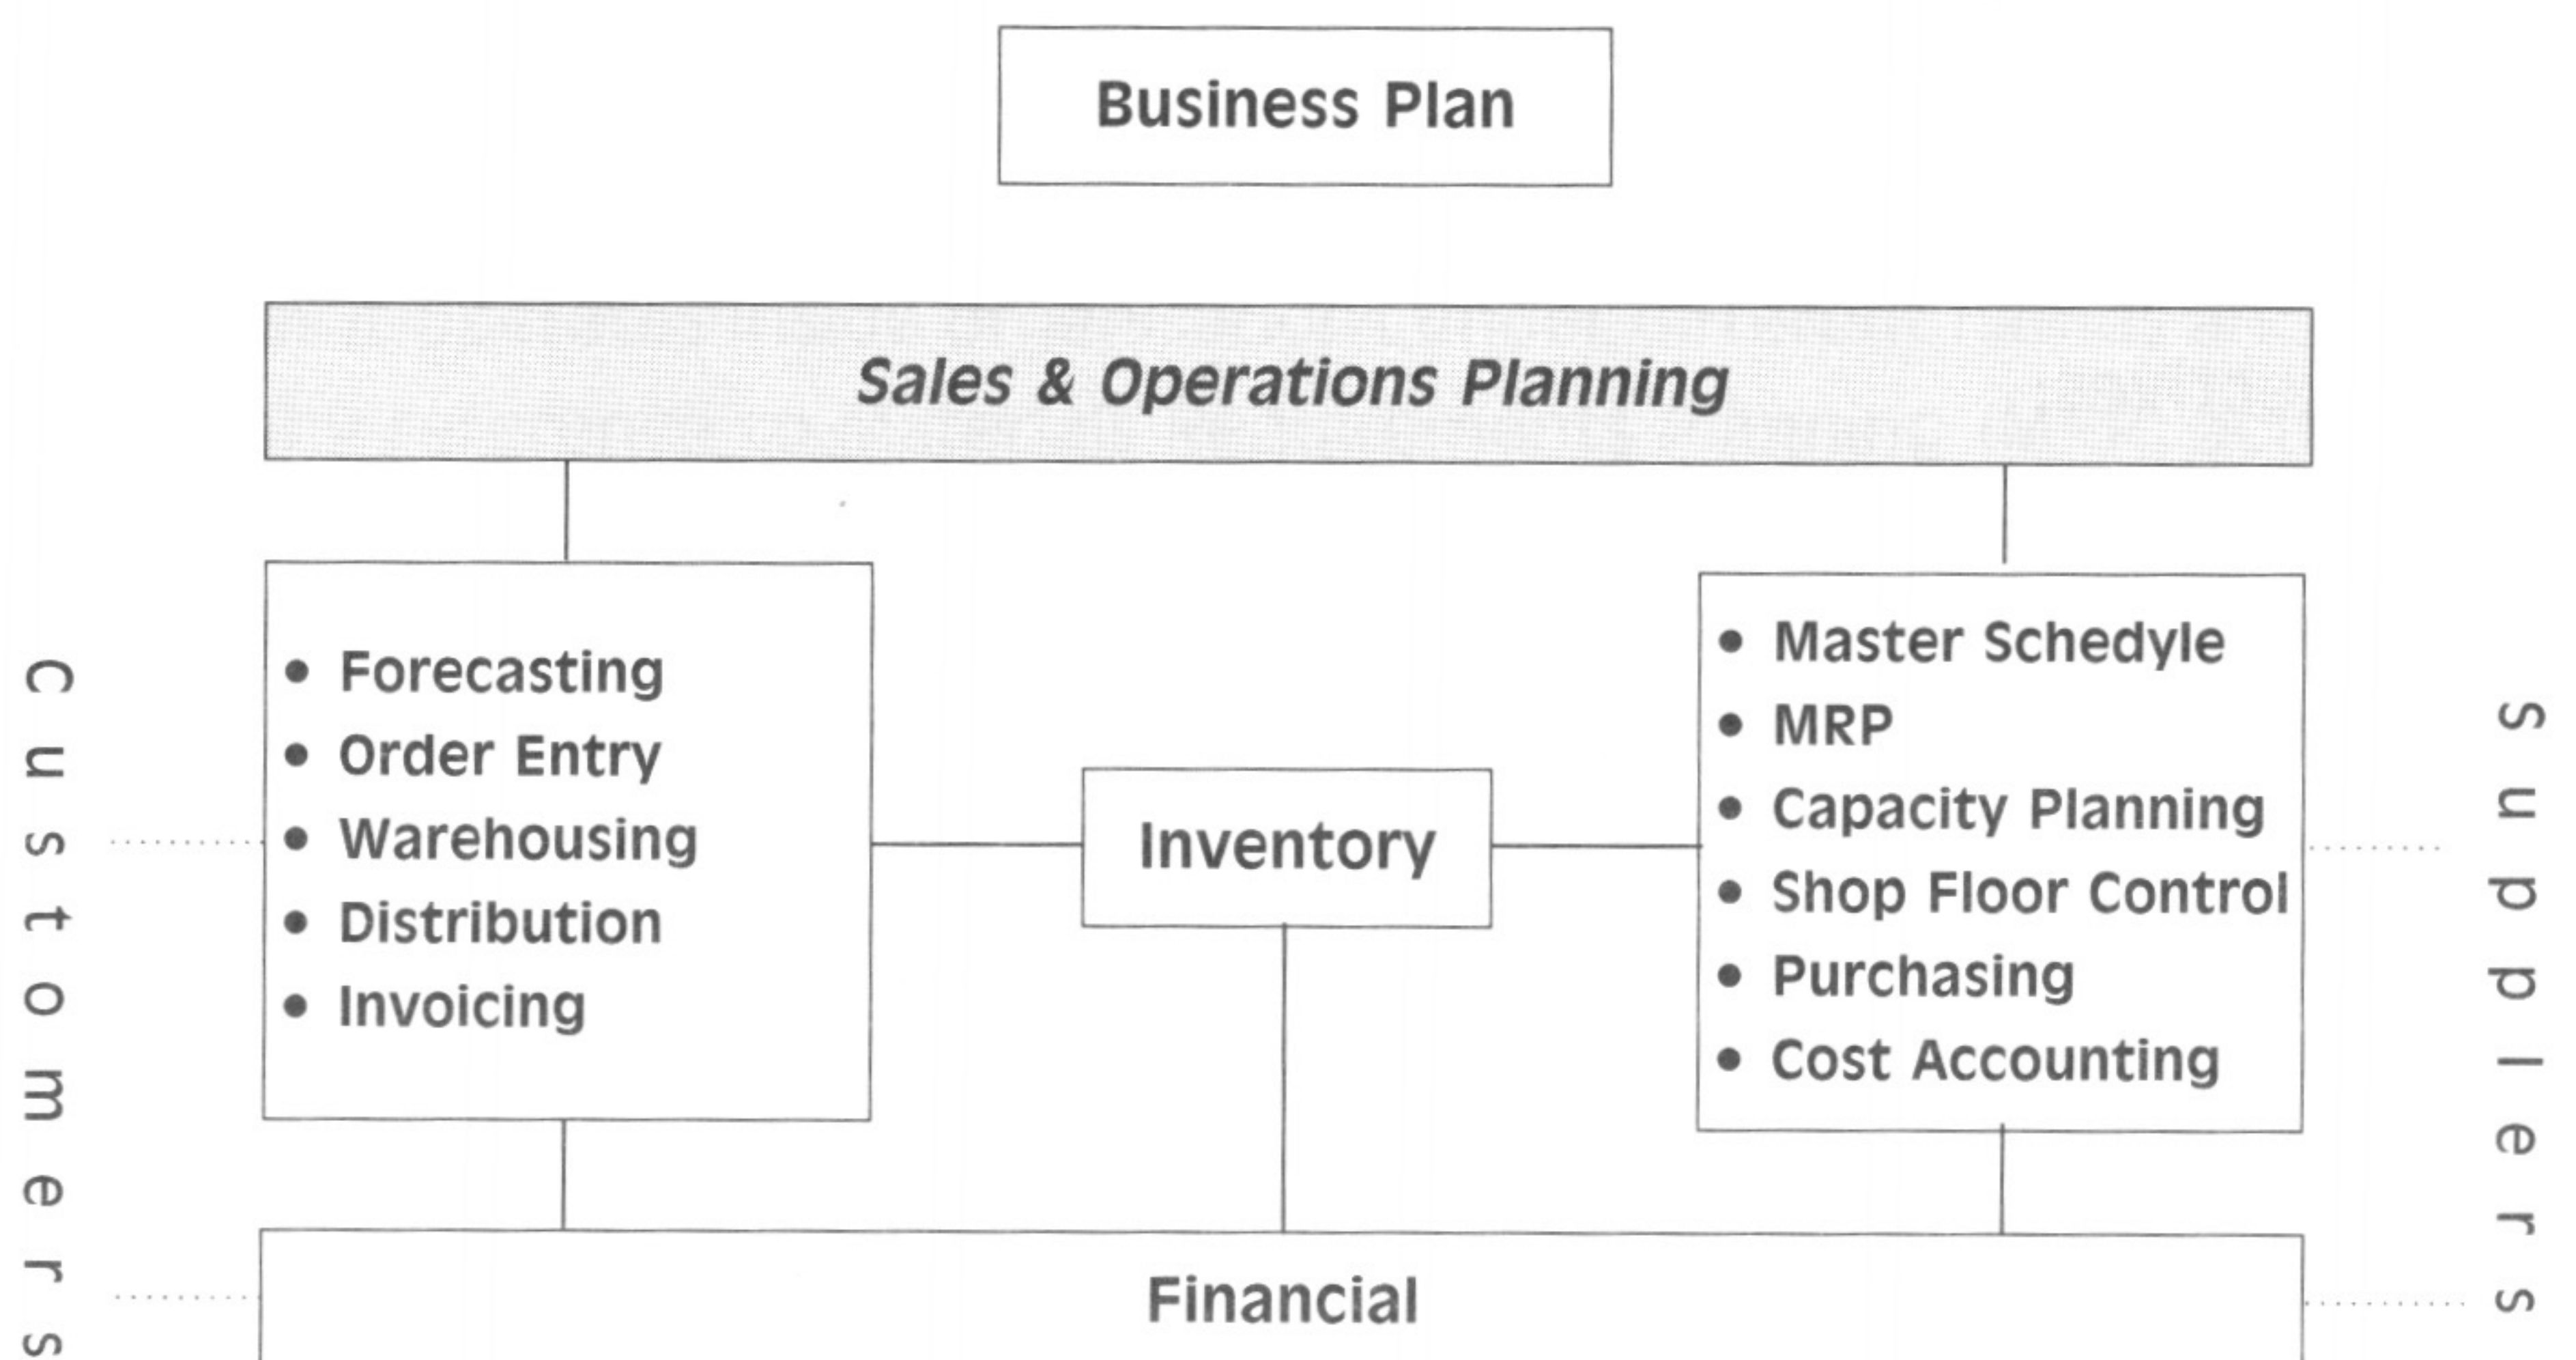 Business Plan
Sales & Operations Planning
• Forecasting
• Order Entry
• Warehousing
• Distribution
• Invoicing
Inventory
• Master Schedyle
• MRP
• Capacity Planning
• Shop Floor Control
• Purchasing
• Cost Accounting
Customers
Supplers
Financial